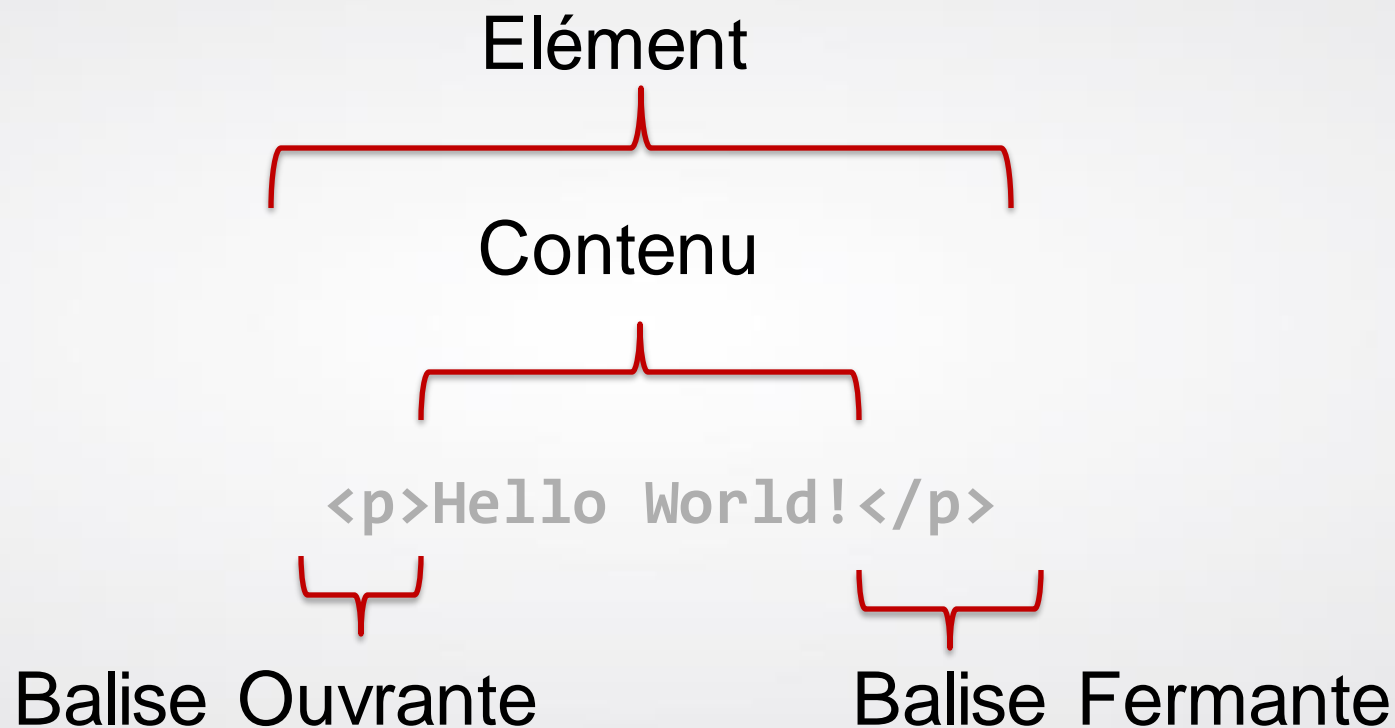 Elément
Contenu
<p>Hello World!</p>
Balise Ouvrante
Balise Fermante